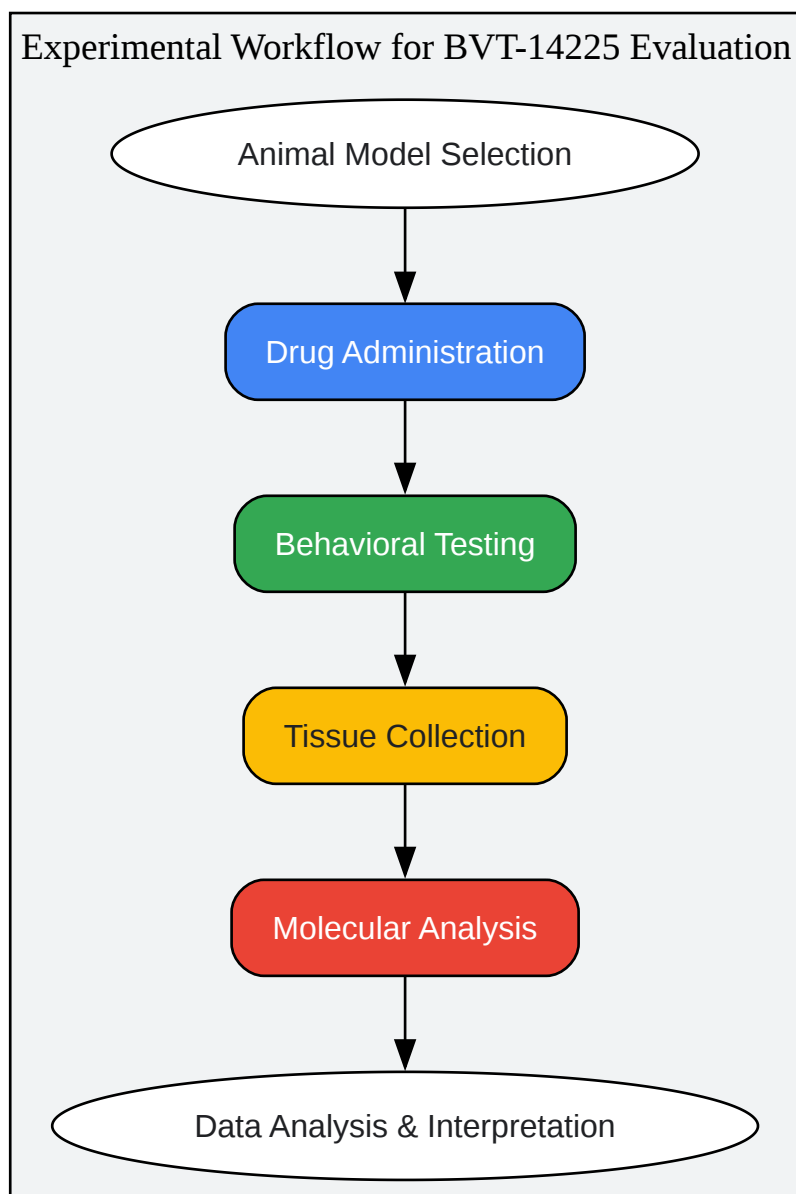 Experimental Workflow for BVT-14225 Evaluation
Animal Model Selection
Drug Administration
Behavioral Testing
Tissue Collection
Molecular Analysis
Data Analysis & Interpretation